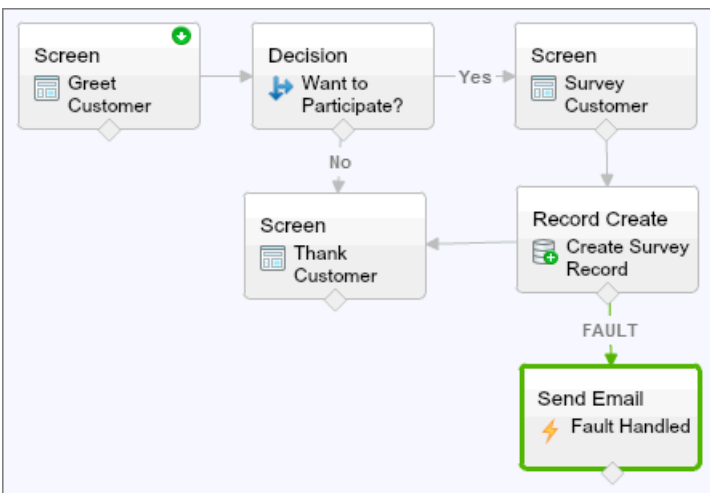 Screen
Greet
Customer
Decision
Want to
Participate?
Yes
Screen
Survey
Customer
No
Screen
Thank
Customer
Record Create
Create Survey
Record
FAULT
Send Email
Fault Handled